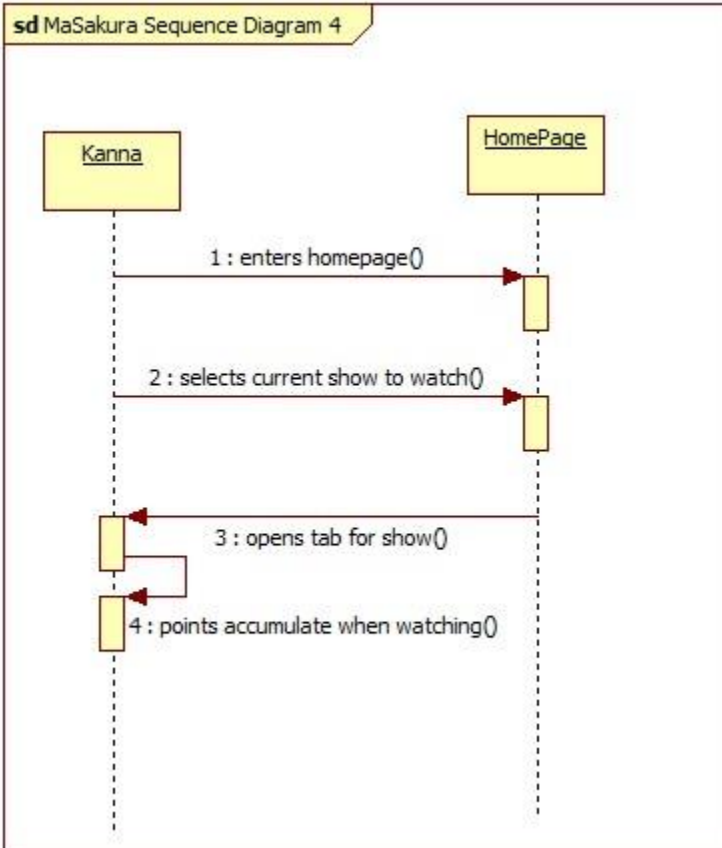 sd MaSakura Sequence Diagram 4
Kanna
HomePage
1 : enters homepage()
2 : selects current show to watch()
3 : opens tab for show()
4 : points accumulate when watching()